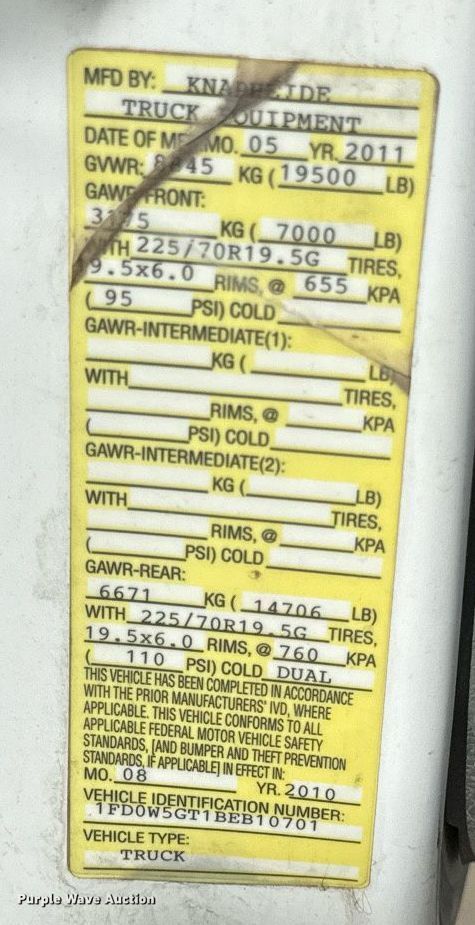 MFD BY: KNAPHEIDE
TRUCK EQUIPMENT
DATE OF MFR. MO. 05 YR. 2011
GVWR: 8845 KG ( 19500 LB)
GAWR-FRONT:
3175 KG ( 7000 LB)
WITH 225/70R19.5G TIRES,
9.5x6.0 RIMS, @ 655 KPA
( 95 PSI) COLD
GAWR-INTERMEDIATE(1):
KG ( LB)
WITH TIRES,
RIMS, @ KPA
( PSI) COLD
GAWR-INTERMEDIATE(2):
KG ( LB)
WITH TIRES,
RIMS, @ KPA
( PSI) COLD
GAWR-REAR:
6671 KG ( 14706 LB)
WITH 225/70R19.5G TIRES,
19.5x6.0 RIMS, @ 760 KPA
( 110 PSI) COLD DUAL
THIS VEHICLE HAS BEEN COMPLETED IN ACCORDANCE
WITH THE PRIOR MANUFACTURERS' IVD, WHERE
APPLICABLE. THIS VEHICLE CONFORMS TO ALL
APPLICABLE FEDERAL MOTOR VEHICLE SAFETY
STANDARDS, [AND BUMPER AND THEFT PREVENTION
STANDARDS, IF APPLICABLE] IN EFFECT IN:
MO. 08 YR. 2010
VEHICLE IDENTIFICATION NUMBER:
1FD0W5GT1BEB10701
VEHICLE TYPE:
TRUCK
Purple Wave Auction